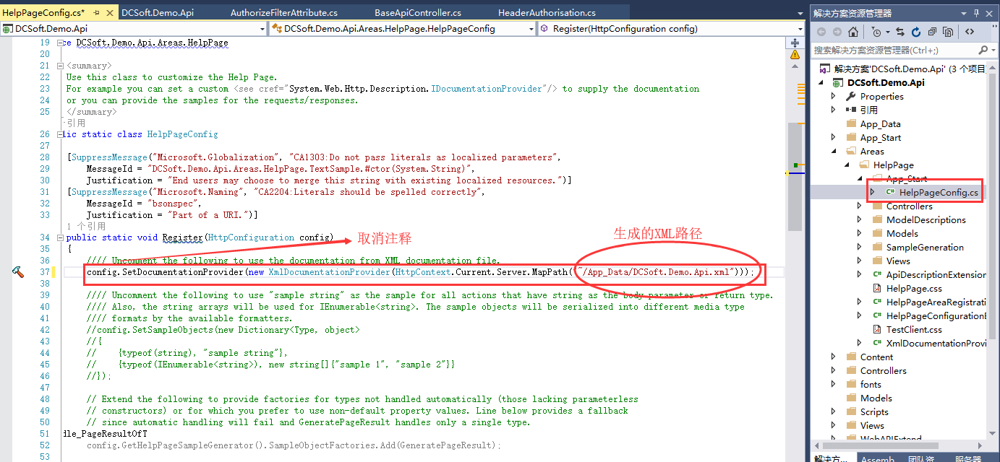 HelpPageConfig.cs*
DCSoft.Demo.Api
AuthorizeFilterAttribute.cs
BaseApiController.cs
HeaderAuthorisation.cs
DCSoft.Demo.Api
DCSoft.Demo.Api.Areas.HelpPage.HelpPageConfig
Register(HttpConfiguration config)
19 ce DCSoft.Demo.Api.Areas.HelpPage
20
21 <summary>
22 Use this class to customize the Help Page.
23 For example you can set a custom <see cref="System.Web.Http.Description.IDocumentationProvider"/> to supply the documentation
24 or you can provide the samples for the requests/responses.
25 </summary>
引用
26 lic static class HelpPageConfig
27
28 [SuppressMessage("Microsoft.Globalization", "CA1303:Do not pass literals as localized parameters",
29 MessageId = "DCSoft.Demo.Api.Areas.HelpPage.TextSample.#ctor(System.String)",
30 Justification = "End users may choose to merge this string with existing localized resources.")]
31 [SuppressMessage("Microsoft.Naming", "CA2204:Literals should be spelled correctly",
32 MessageId = "bsonspec",
33 Justification = "Part of a URI.")]
1 个引用
34 public static void Register(HttpConfiguration config)
取消注释
生成的XML路径
35 {
36 //// Uncomment the following to use the documentation from XML documentation file.
37 config.SetDocumentationProvider(new XmlDocumentationProvider(HttpContext.Current.Server.MapPath("~/App_Data/DCSoft.Demo.Api.xml")));
38
39 //// Uncomment the following to use "sample string" as the sample for all actions that have string as the body parameter or return type.
40 //// Also, the string arrays will be used for IEnumerable<string>. The sample objects will be serialized into different media type
41 //// formats by the available formatters.
42 //config.SetSampleObjects(new Dictionary<Type, object>
43 //{
44 // {typeof(string), "sample string"},
45 // {typeof(IEnumerable<string>), new string[]{"sample 1", "sample 2"}}
46 //});
47
48 // Extend the following to provide factories for types not handled automatically (those lacking parameterless
49 // constructors) or for which you prefer to use non-default property values. Line below provides a fallback
50 // since automatic handling will fail and GeneratePageResult handles only a single type.
51 dle_PageResultOfT
52 config.GetHelpPageSampleGenerator().SampleObjectFactories.Add(GeneratePageResult);
53
解决方案资源管理器
搜索解决方案资源管理器(Ctrl+;)
解决方案'DCSoft.Demo.Api' (3 个项目
DCSoft.Demo.Api
Properties
引用
App_Data
App_Start
Areas
HelpPage
App_Start
HelpPageConfig.cs
Controllers
ModelDescriptions
Models
SampleGeneration
Views
ApiDescriptionExtension
HelpPage.css
HelpPageAreaRegistrati
HelpPageConfigurationE
TestClient.css
XmlDocumentationProvi
Content
Controllers
fonts
Models
Scripts
Views
WebAPIExtend
解决方... Assemb... 团队资... 服务器...